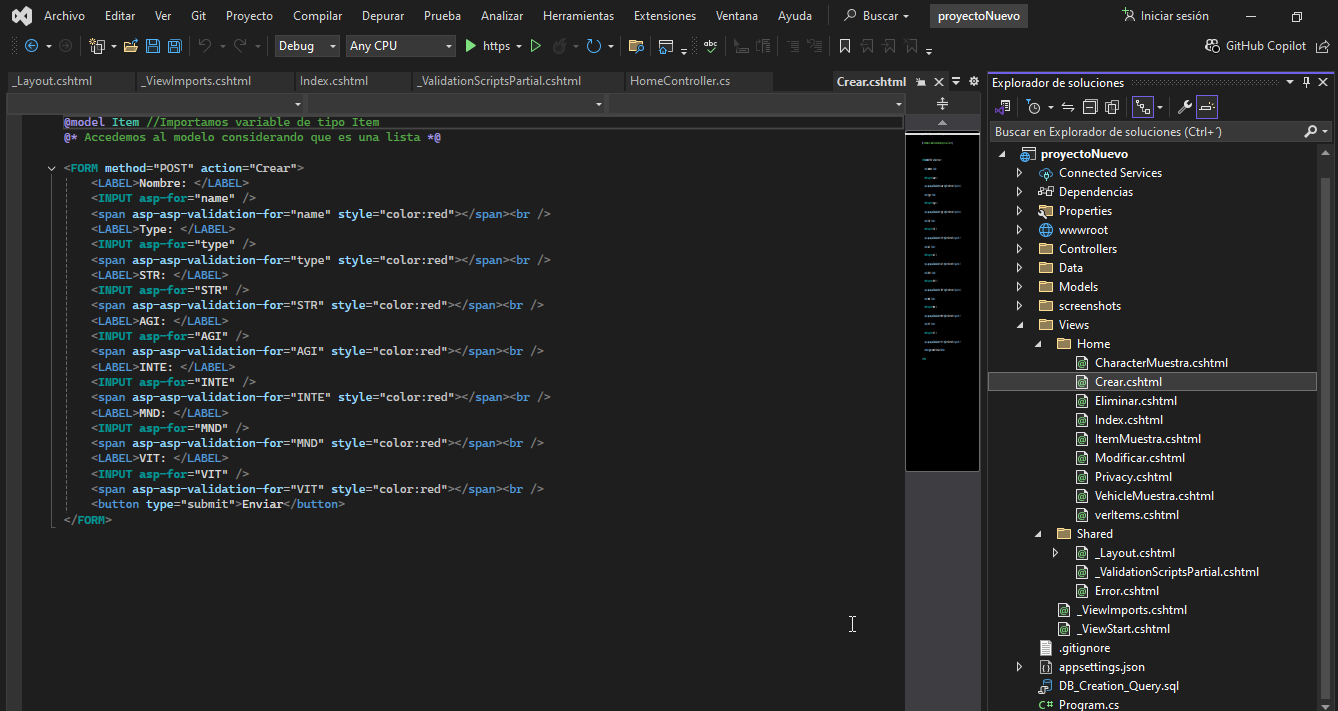 Archivo Editar Ver Git Proyecto Compilar Depurar Prueba Analizar Herramientas Extensiones Ventana Ayuda Buscar proyectoNuevo Iniciar sesión
Debug Any CPU https GitHub Copilot
_Layout.cshtml _ViewImports.cshtml Index.cshtml _ValidationScriptsPartial.cshtml HomeController.cs Crear.cshtml
@model Item //Importamos variable de tipo Item
@* Accedemos al modelo considerando que es una lista *@
<FORM method="POST" action="Crear">
<LABEL>Nombre: </LABEL>
<INPUT asp-for="name" />
<span asp-asp-validation-for="name" style="color:red"></span><br />
<LABEL>Type: </LABEL>
<INPUT asp-for="type" />
<span asp-asp-validation-for="type" style="color:red"></span><br />
<LABEL>STR: </LABEL>
<INPUT asp-for="STR" />
<span asp-asp-validation-for="STR" style="color:red"></span><br />
<LABEL>AGI: </LABEL>
<INPUT asp-for="AGI" />
<span asp-asp-validation-for="AGI" style="color:red"></span><br />
<LABEL>INTE: </LABEL>
<INPUT asp-for="INTE" />
<span asp-asp-validation-for="INTE" style="color:red"></span><br />
<LABEL>MND: </LABEL>
<INPUT asp-for="MND" />
<span asp-asp-validation-for="MND" style="color:red"></span><br />
<LABEL>VIT: </LABEL>
<INPUT asp-for="VIT" />
<span asp-asp-validation-for="VIT" style="color:red"></span><br />
<button type="submit">Enviar</button>
</FORM>
Explorador de soluciones
Buscar en Explorador de soluciones (Ctrl+´)
proyectoNuevo
Connected Services
Dependencias
Properties
wwwroot
Controllers
Data
Models
screenshots
Views
Home
CharacterMuestra.cshtml
Crear.cshtml
Eliminar.cshtml
Index.cshtml
ItemMuestra.cshtml
Modificar.cshtml
Privacy.cshtml
VehicleMuestra.cshtml
verItems.cshtml
Shared
_Layout.cshtml
_ValidationScriptsPartial.cshtml
Error.cshtml
_ViewImports.cshtml
_ViewStart.cshtml
.gitignore
appsettings.json
DB_Creation_Query.sql
C# Program.cs